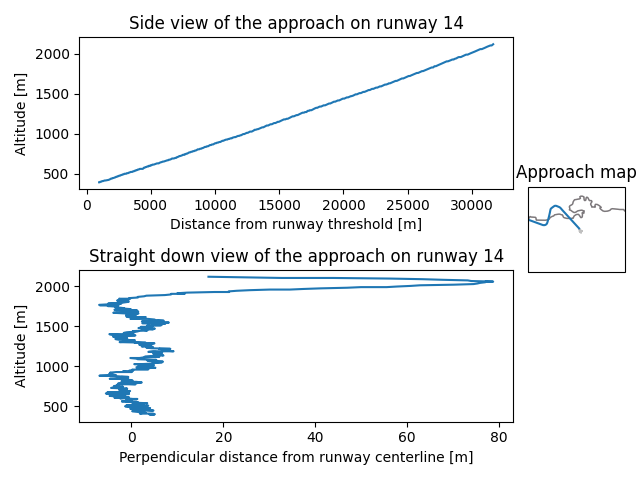 Side view of the approach on runway 14
2000
1500
1000
500
Altitude [m]
0 5000 10000 15000 20000 25000 30000
Distance from runway threshold [m]
Approach map
Straight down view of the approach on runway 14
2000
1500
1000
500
Altitude [m]
0 20 40 60 80
Perpendicular distance from runway centerline [m]